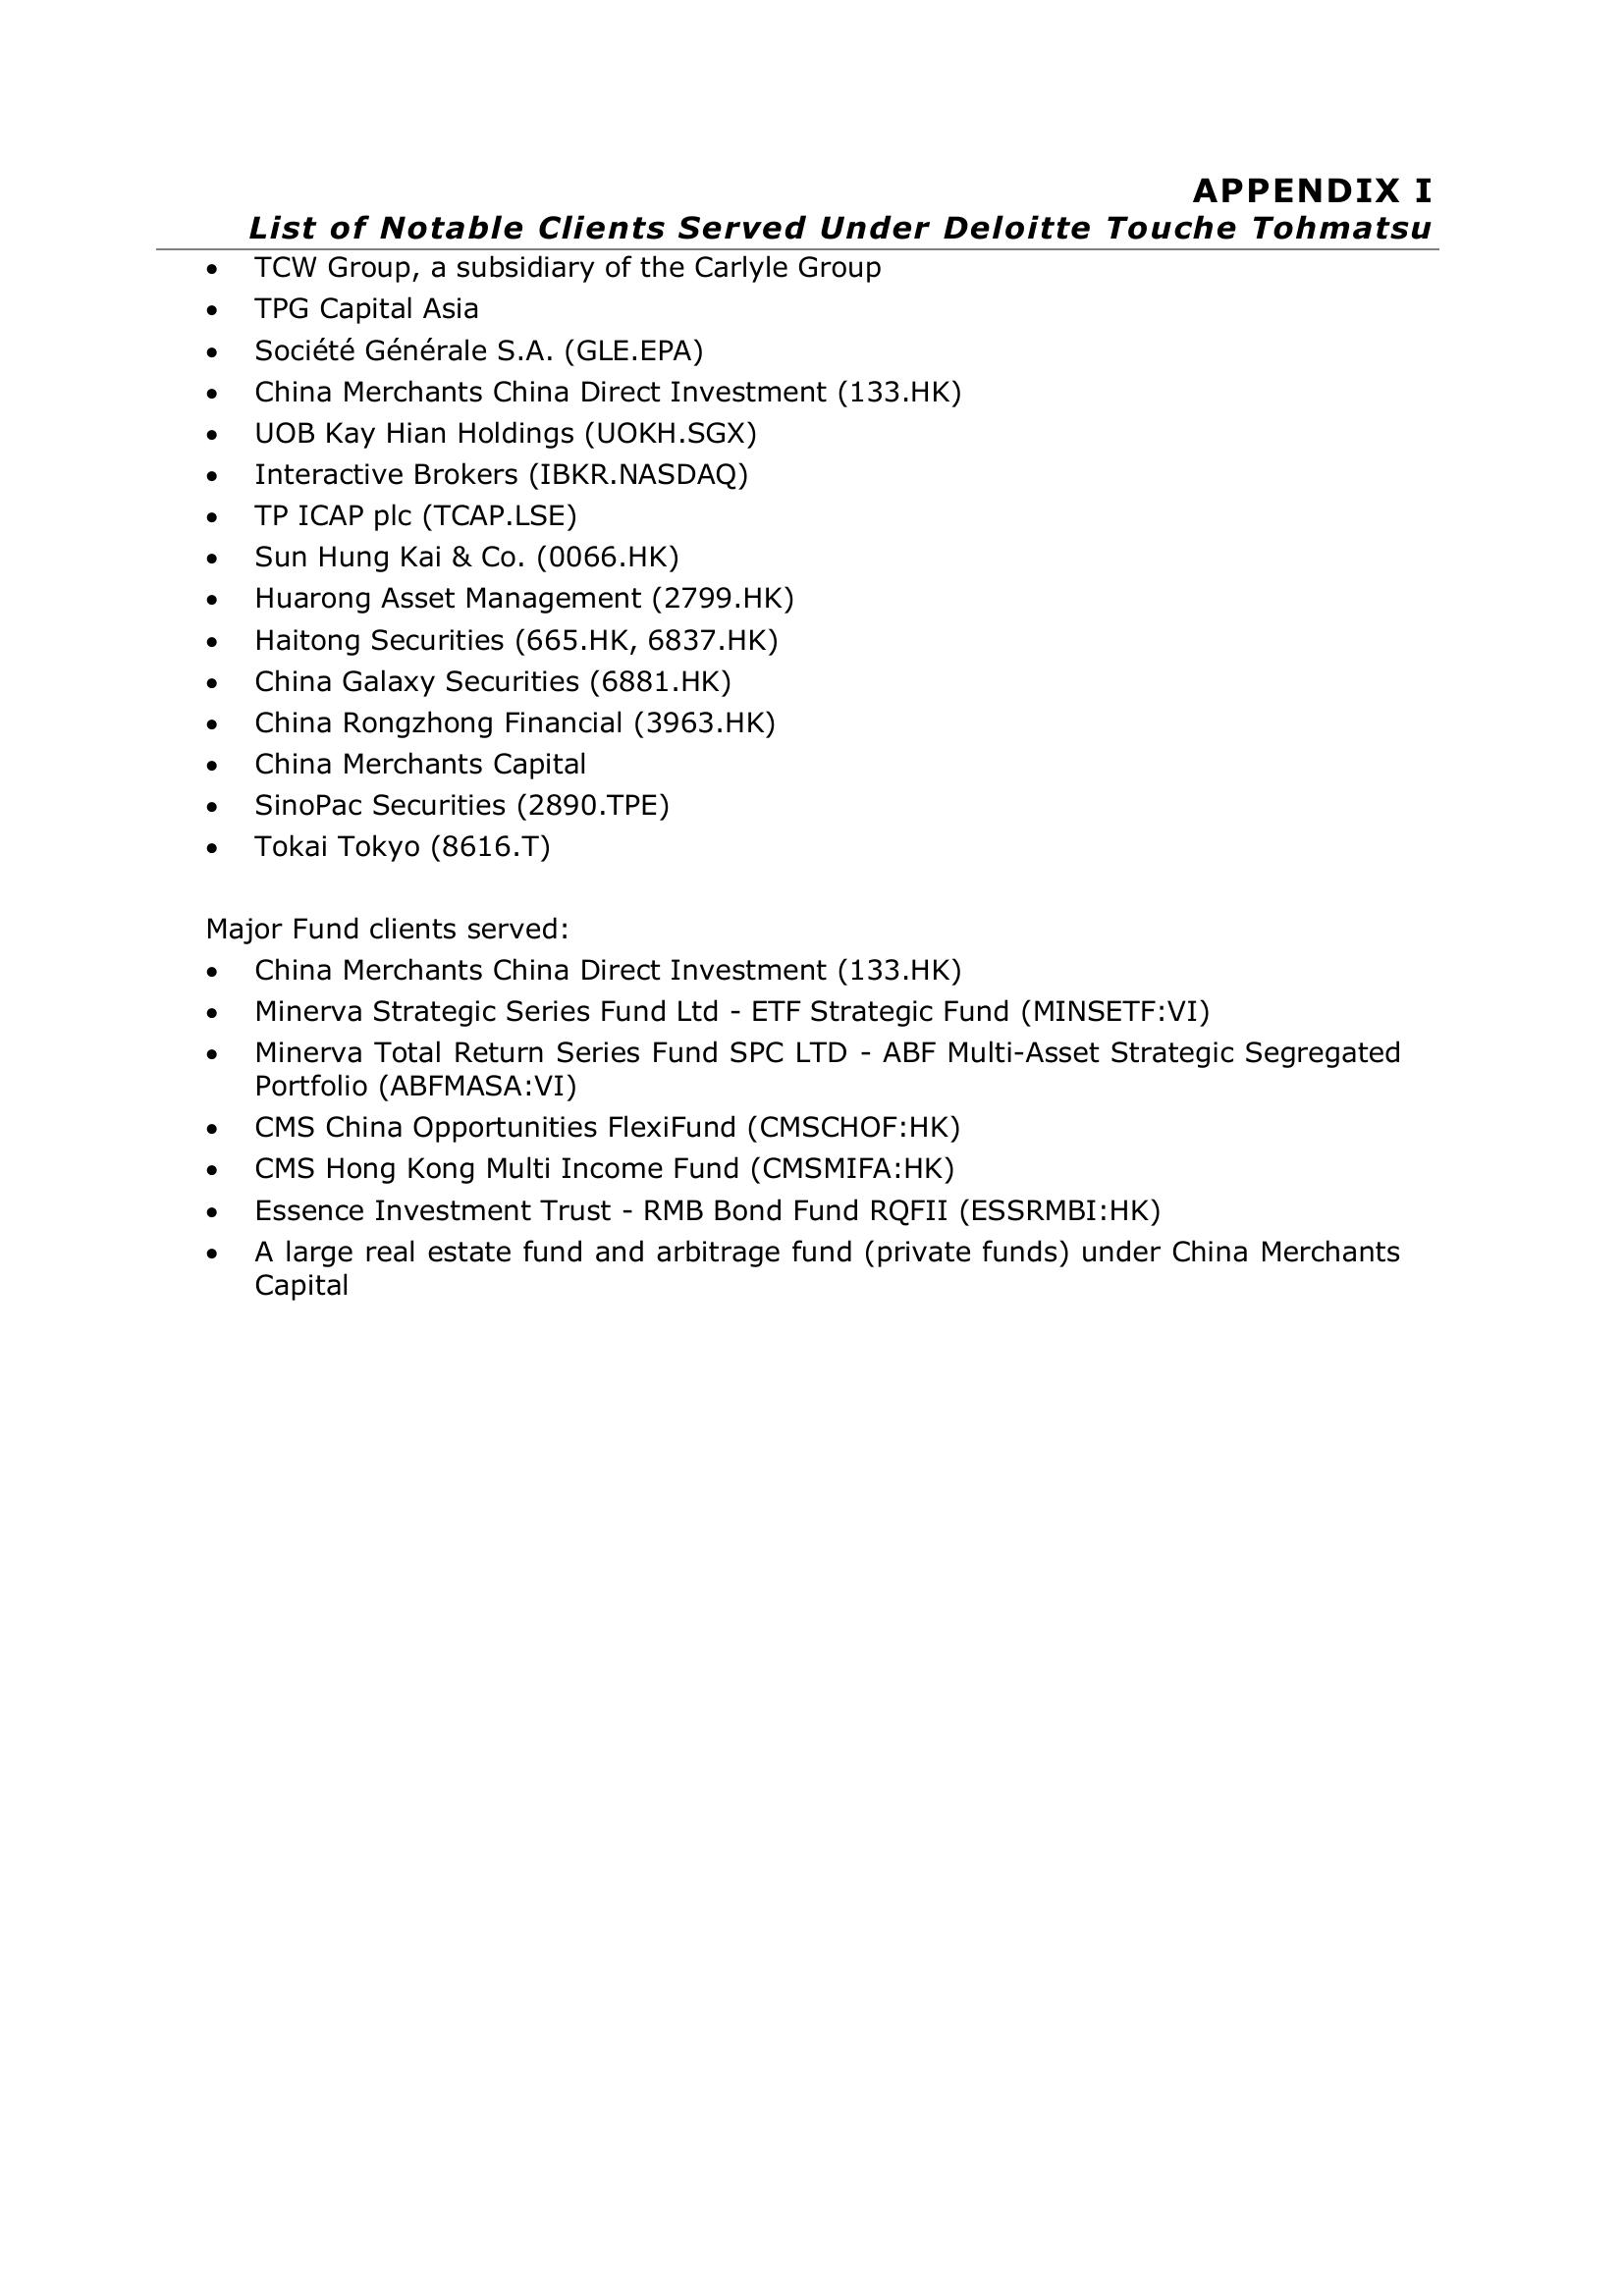 APPENDIX I
List of Notable Clients Served Under Deloitte Touche Tohmatsu
• TCW Group, a subsidiary of the Carlyle Group
• TPG Capital Asia
• Société Générale S.A. (GLE.EPA)
• China Merchants China Direct Investment (133.HK)
• UOB Kay Hian Holdings (UOKH.SGX)
• Interactive Brokers (IBKR.NASDAQ)
• TP ICAP plc (TCAP.LSE)
• Sun Hung Kai & Co. (0066.HK)
• Huarong Asset Management (2799.HK)
• Haitong Securities (665.HK, 6837.HK)
• China Galaxy Securities (6881.HK)
• China Rongzhong Financial (3963.HK)
• China Merchants Capital
• SinoPac Securities (2890.TPE)
• Tokai Tokyo (8616.T)
Major Fund clients served:
• China Merchants China Direct Investment (133.HK)
• Minerva Strategic Series Fund Ltd - ETF Strategic Fund (MINSETF:VI)
• Minerva Total Return Series Fund SPC LTD - ABF Multi-Asset Strategic Segregated
Portfolio (ABFMASA:VI)
• CMS China Opportunities FlexiFund (CMSCHOF:HK)
• CMS Hong Kong Multi Income Fund (CMSMIFA:HK)
• Essence Investment Trust - RMB Bond Fund RQFII (ESSRMBI:HK)
• A large real estate fund and arbitrage fund (private funds) under China Merchants
Capital